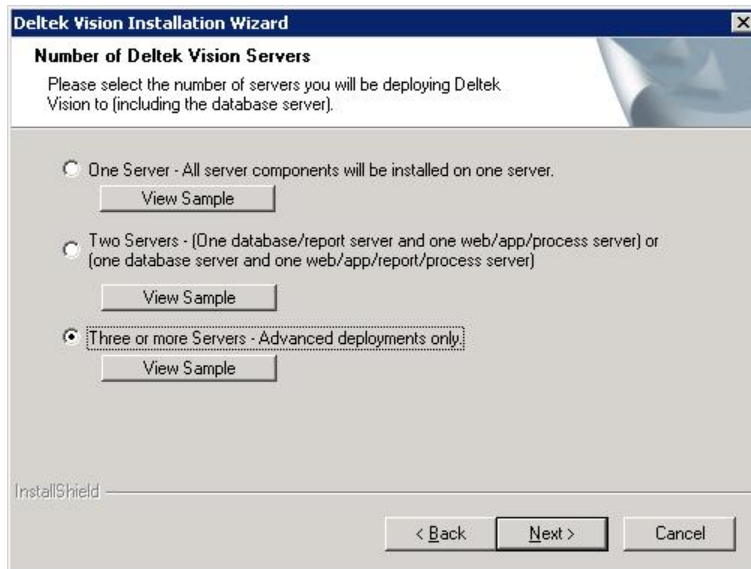 Deltek Vision Installation Wizard
Number of Deltek Vision Servers
Please select the number of servers you will be deploying Deltek
Vision to (including the database server).
One Server - All server components will be installed on one server.
View Sample
Two Servers - (One database/report server and one web/app/process server) or
(one database server and one web/app/report/process server)
View Sample
Three or more Servers - Advanced deployments only.
View Sample
InstallShield
< Back
Next >
Cancel